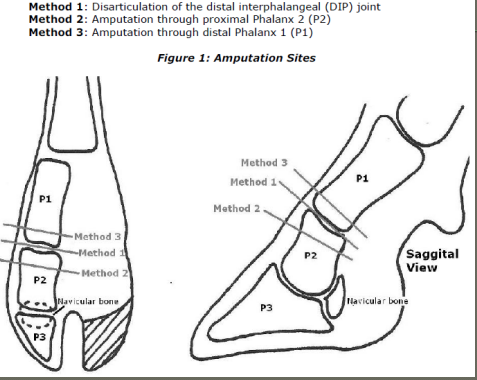 Method 1: Disarticulation of the distal interphalangeal (DIP) joint
Method 2: Amputation through proximal Phalanx 2 (P2)
Method 3: Amputation through distal Phalanx 1 (P1)
Figure 1: Amputation Sites
P1
Method 3
Method 1
Method 2
P2
Navicular bone
P3
Method 3
Method 1
Method 2
P1
P2
Saggital
View
P3
Navicular bone